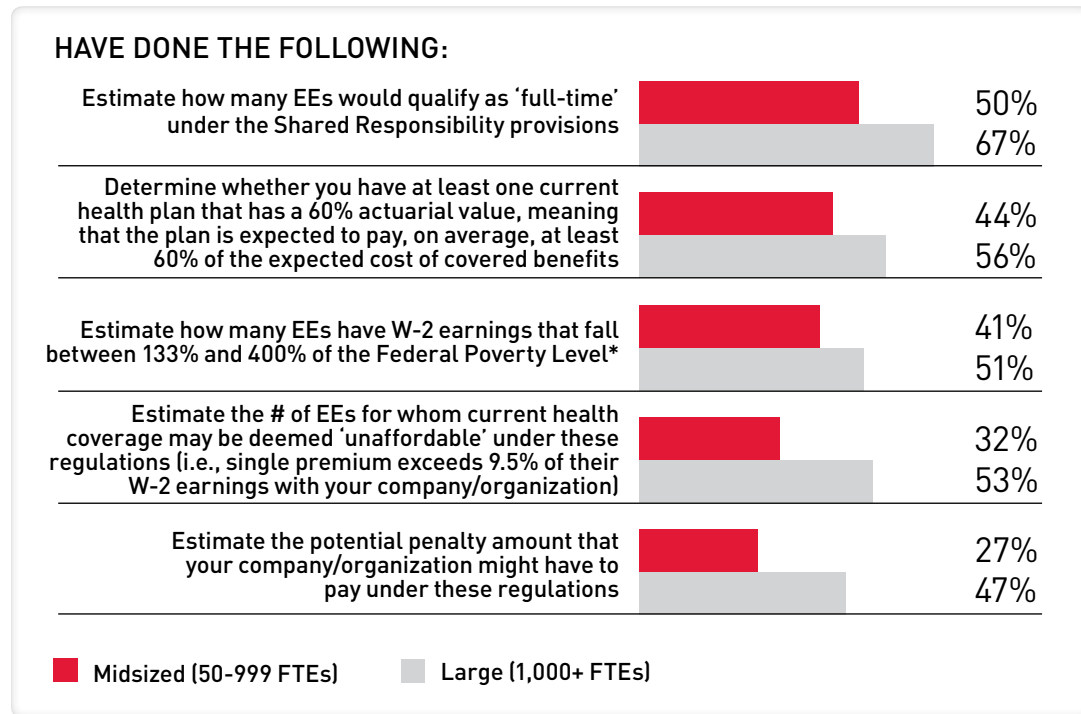 HAVE DONE THE FOLLOWING:
Estimate how many EEs would qualify as ‘full-time’
under the Shared Responsibility provisions
50%
67%
Determine whether you have at least one current
health plan that has a 60% actuarial value, meaning
that the plan is expected to pay, on average, at least
60% of the expected cost of covered benefits
44%
56%
Estimate how many EEs have W-2 earnings that fall
between 133% and 400% of the Federal Poverty Level*
41%
51%
Estimate the # of EEs for whom current health
coverage may be deemed ‘unaffordable’ under these
regulations (i.e., single premium exceeds 9.5% of their
W-2 earnings with your company/organization)
32%
53%
Estimate the potential penalty amount that
your company/organization might have to
pay under these regulations
27%
47%
Midsized (50-999 FTEs)
Large (1,000+ FTEs)